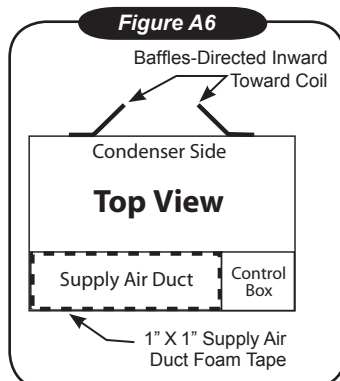 Figure A6
Baffles-Directed Inward
Toward Coil
Condenser Side
Top View
Supply Air Duct
Control
Box
1” X 1” Supply Air
Duct Foam Tape